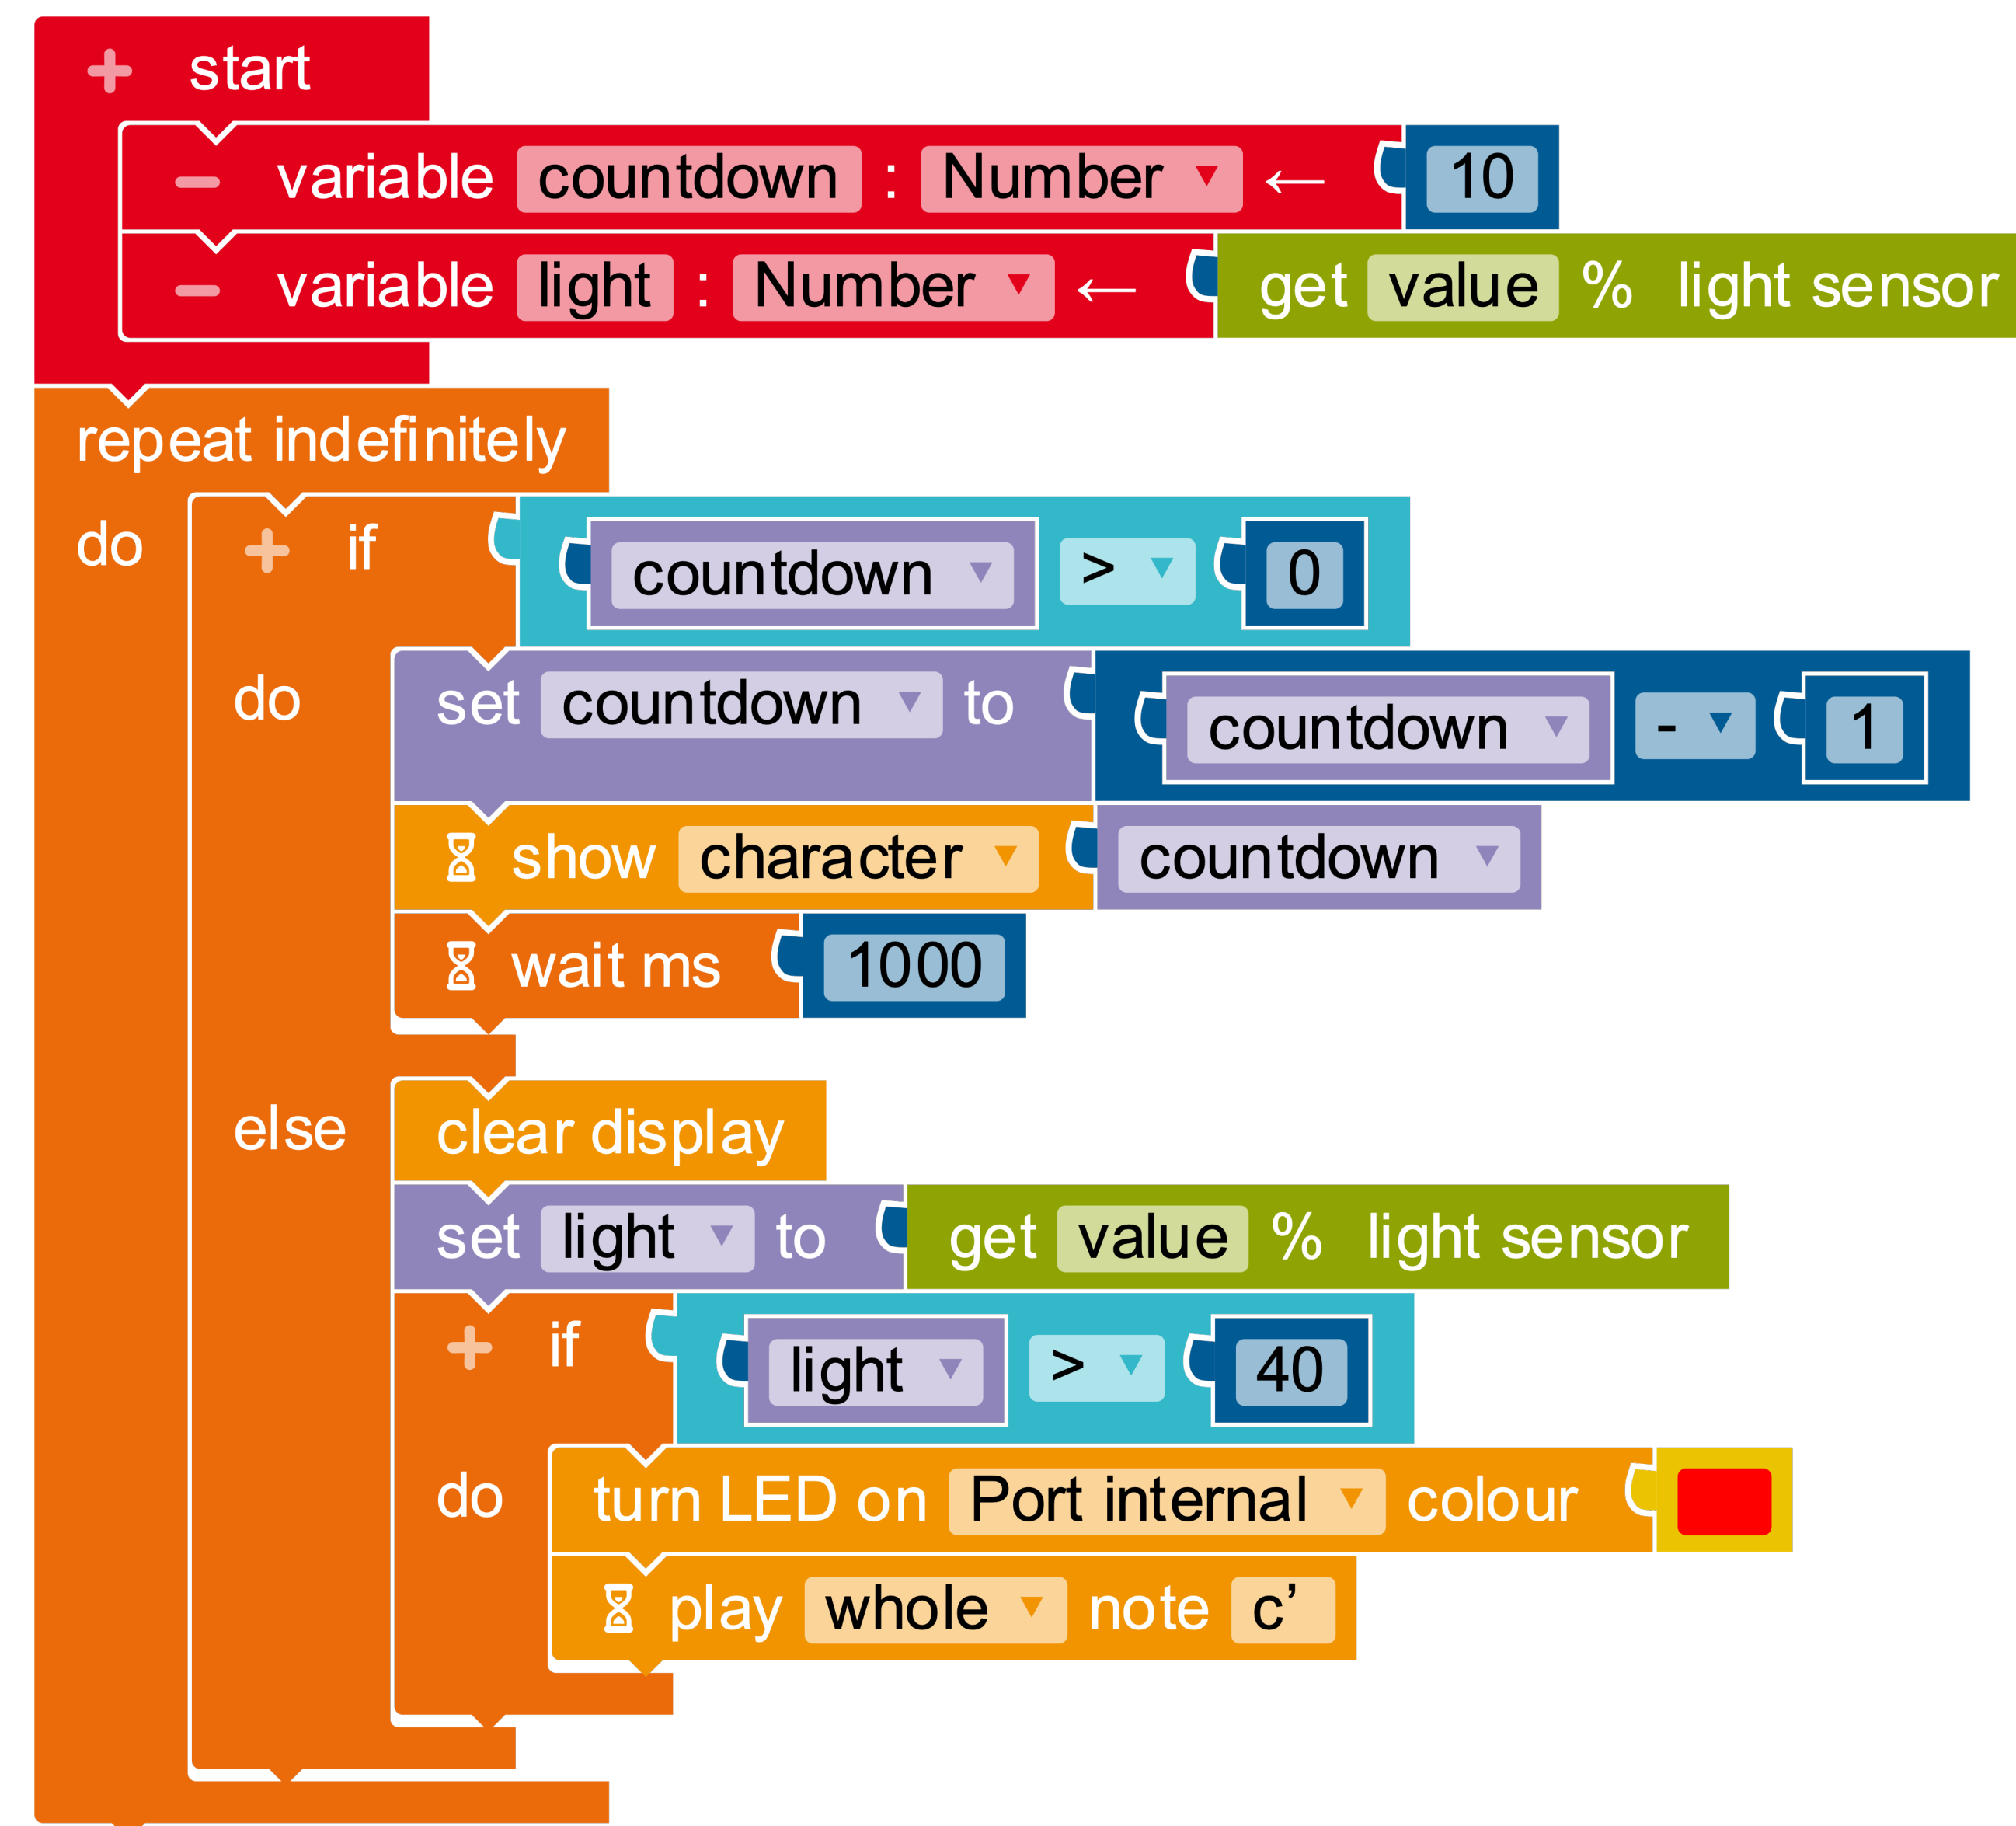 start
variable countdown : Number ← 10
variable light : Number ← get value % light sensor
repeat indefinitely
do if countdown > 0
do set countdown to countdown - 1
show character countdown
wait ms 1000
else clear display
set light to get value % light sensor
if light > 40
do turn LED on Port internal colour
play whole note c’